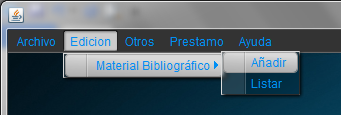 Archivo Edicion Otros Prestamo Ayuda
Material Bibliográfico Añadir
Listar